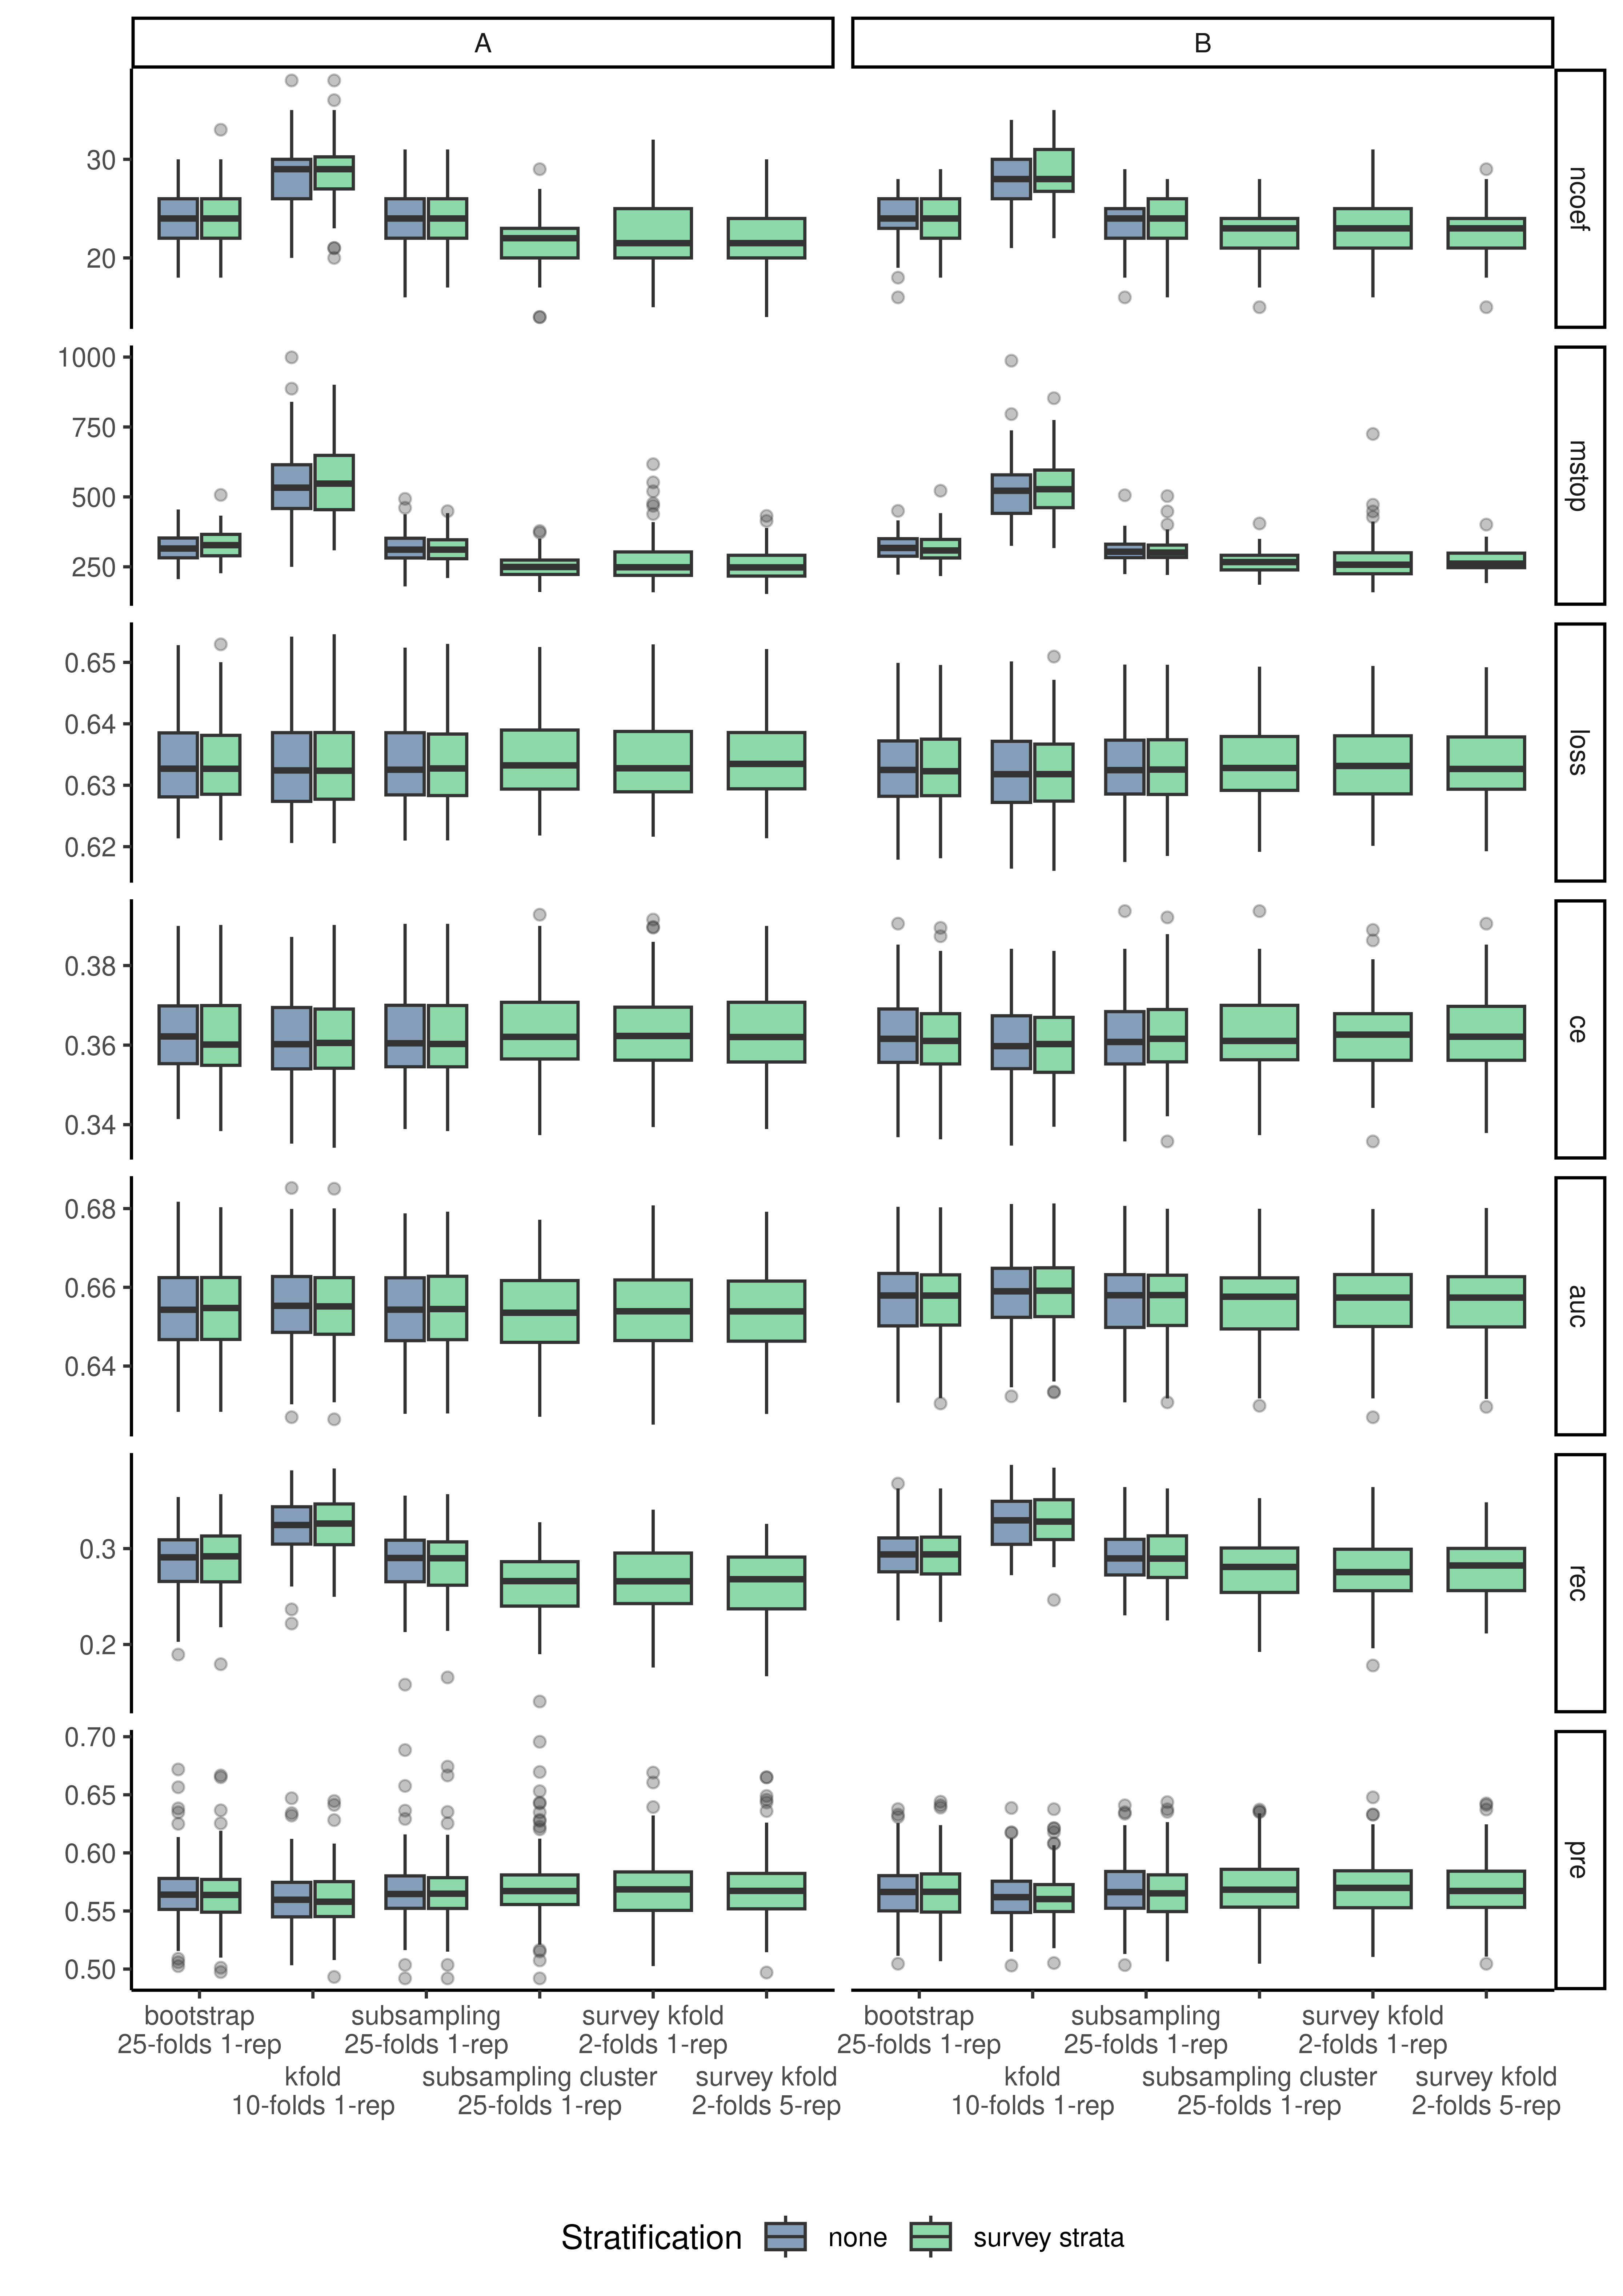 A
B
30
20
ncoef
1000
750
500
250
mstop
0.65
0.64
0.63
0.62
loss
0.38
0.36
0.34
ce
0.68
0.66
0.64
auc
0.3
0.2
rec
0.70
0.65
0.60
0.55
0.50
pre
bootstrap
25-folds 1-rep
kfold
10-folds 1-rep
subsampling
25-folds 1-rep
subsampling cluster
25-folds 1-rep
survey kfold
2-folds 1-rep
survey kfold
2-folds 5-rep
bootstrap
25-folds 1-rep
kfold
10-folds 1-rep
subsampling
25-folds 1-rep
subsampling cluster
25-folds 1-rep
survey kfold
2-folds 1-rep
survey kfold
2-folds 5-rep
Stratification none survey strata